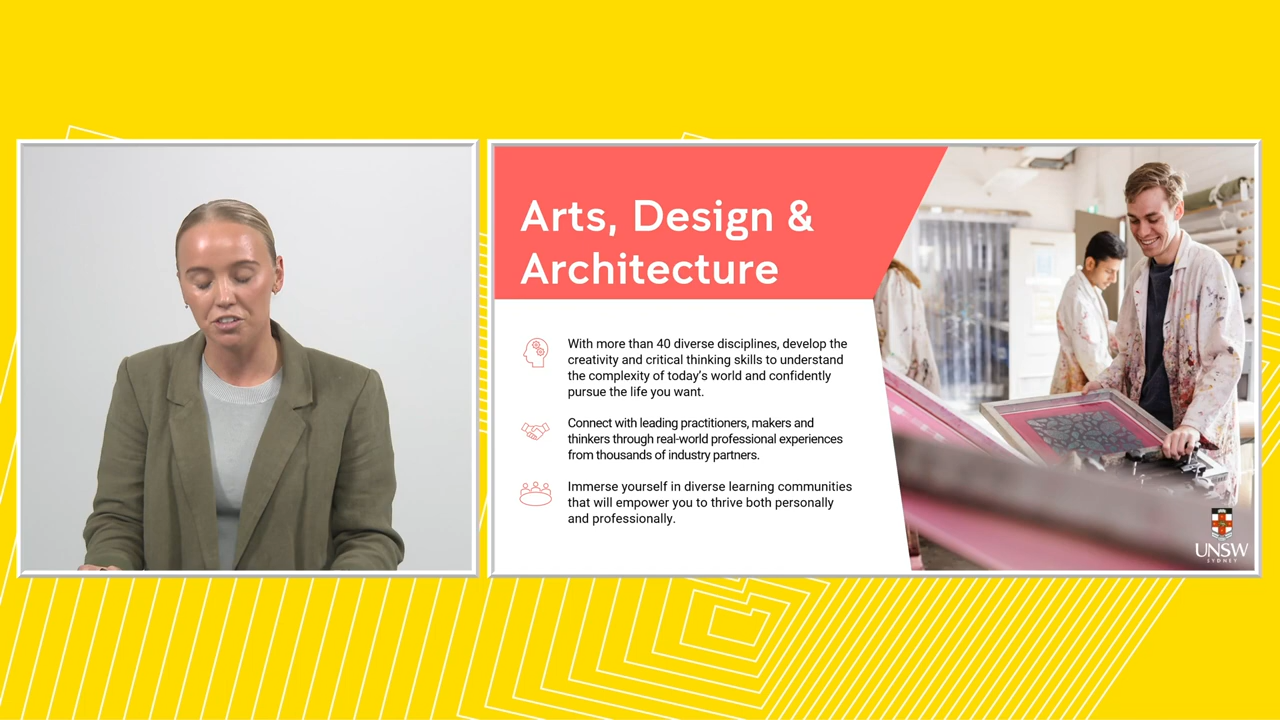 Arts, Design &
Architecture
With more than 40 diverse disciplines, develop the
creativity and critical thinking skills to understand
the complexity of today's world and confidently
pursue the life you want.
Connect with leading practitioners, makers and
thinkers through real-world professional experiences
from thousands of industry partners.
Immerse yourself in diverse learning communities
that will empower you to thrive both personally
and professionally.
UNSW
SYDNEY